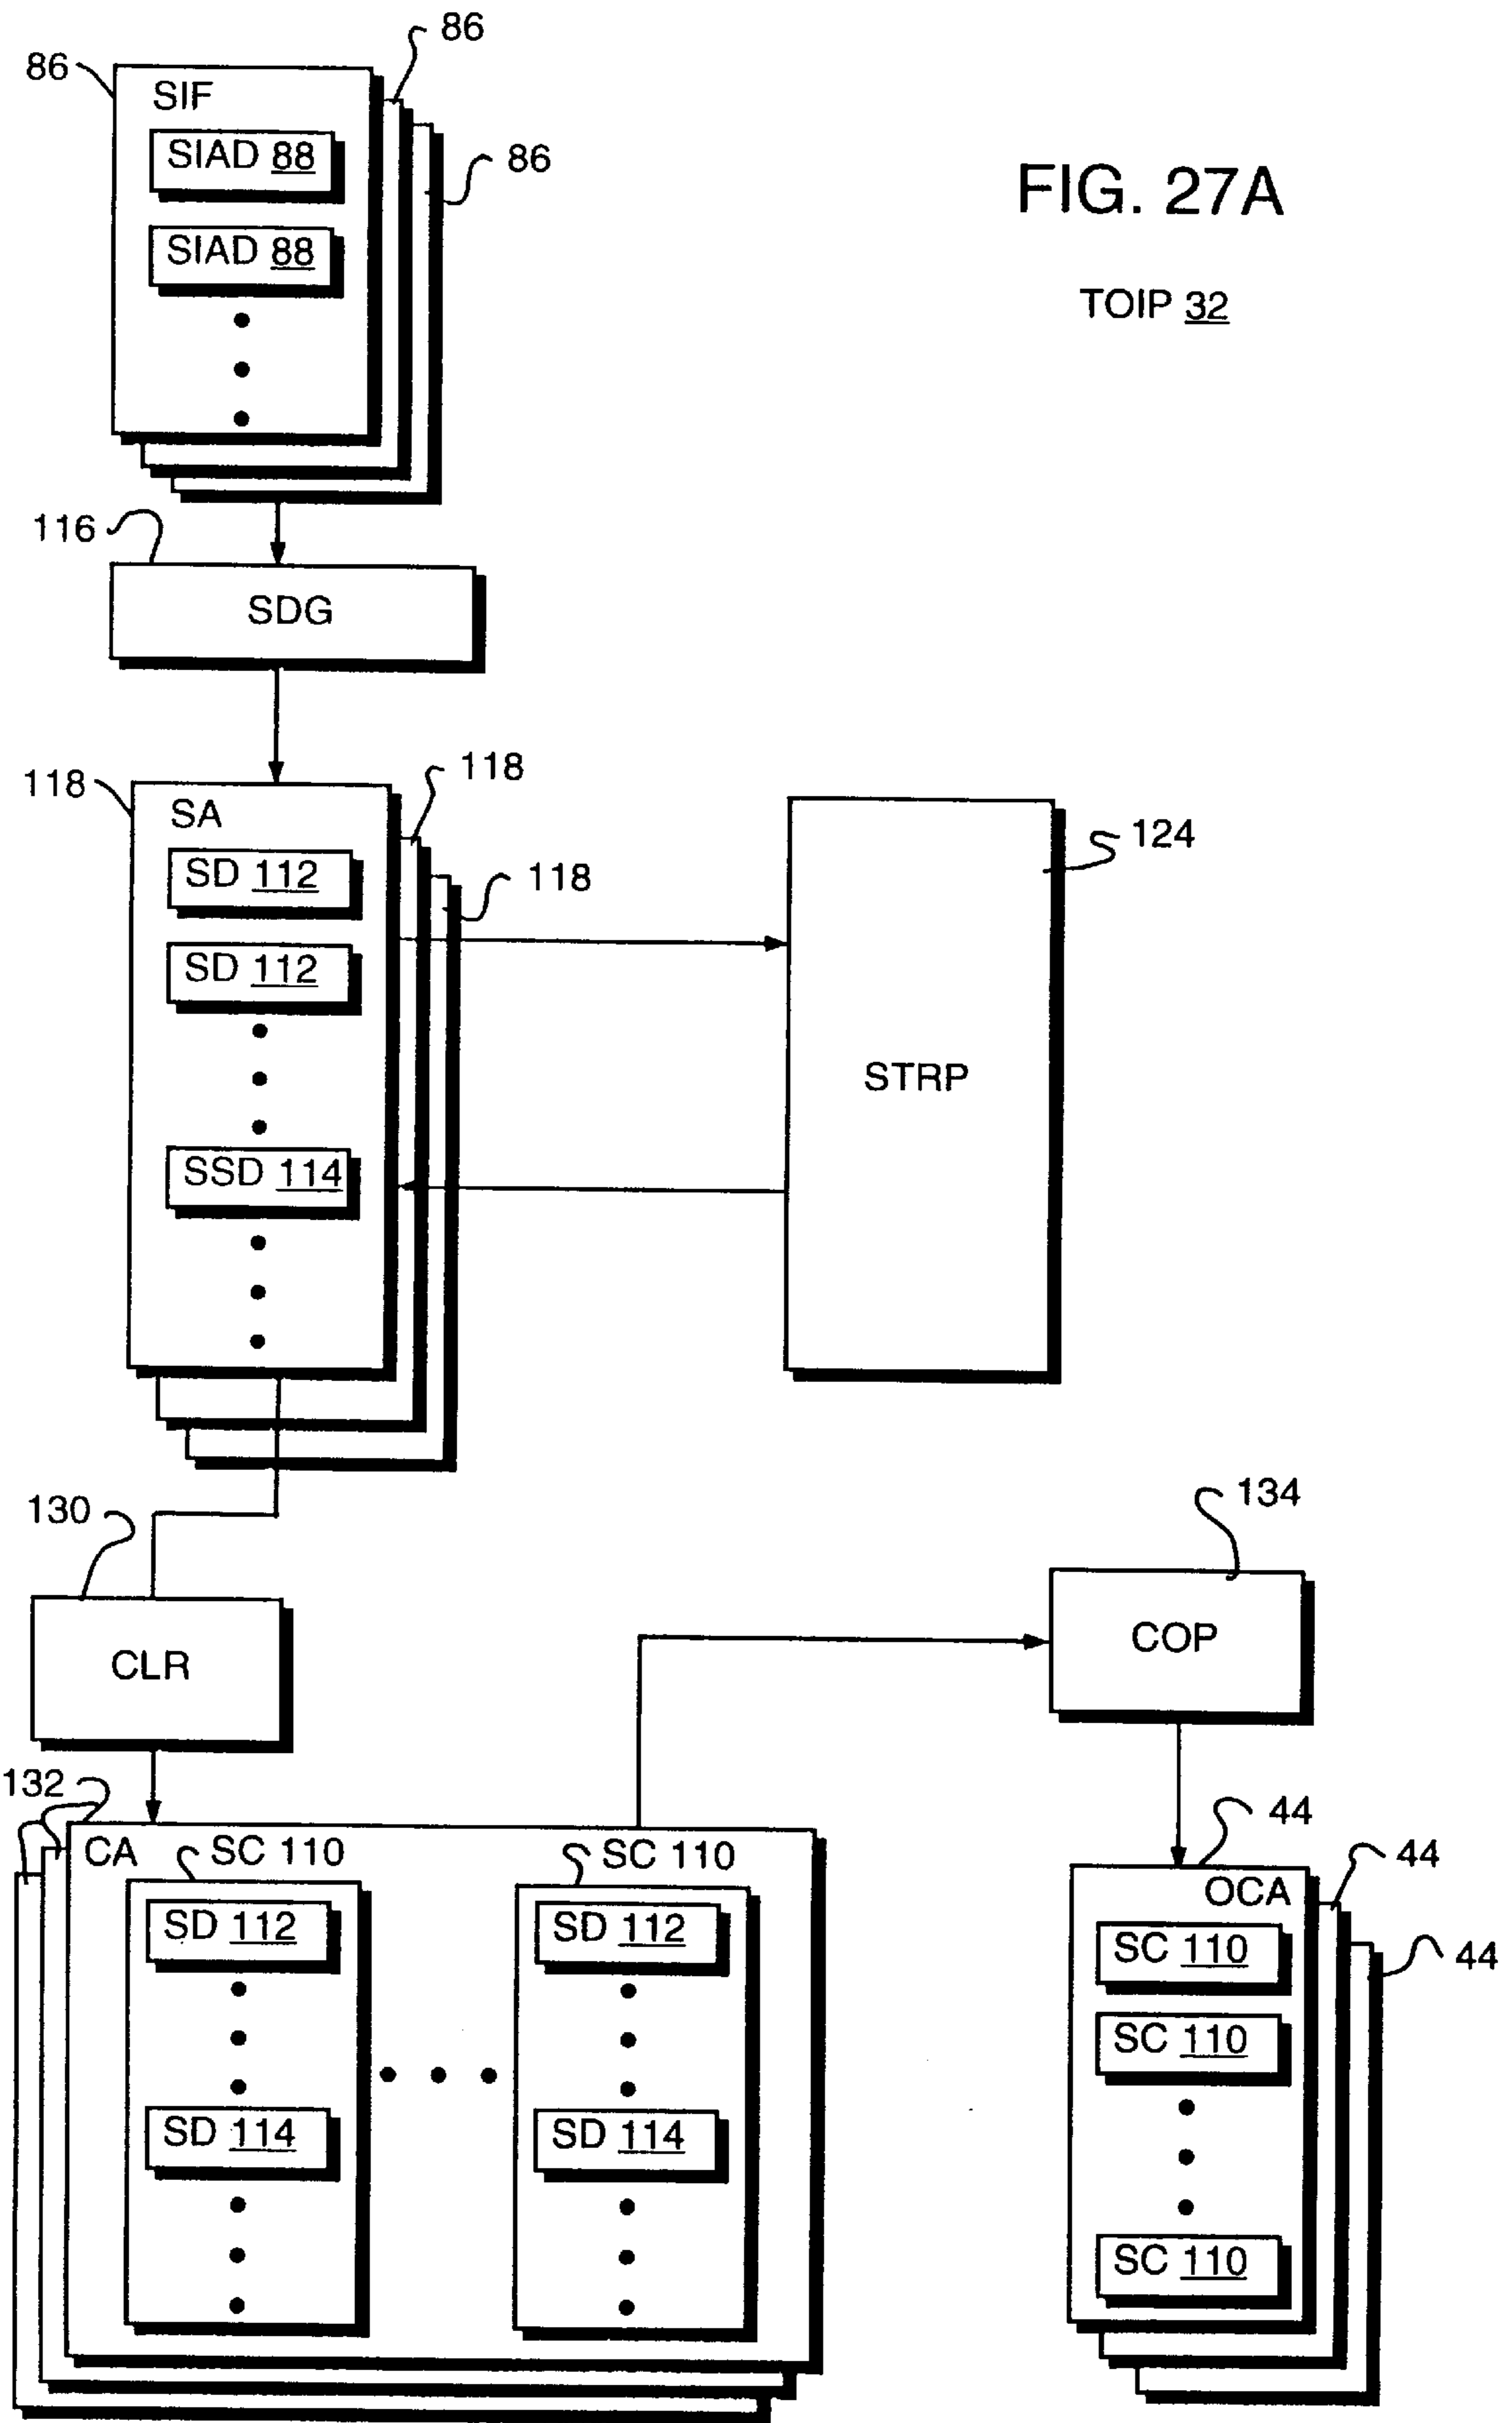 86
86
SIF
86
SIAD 88
SIAD 88
FIG. 27A
TOIP 32
116
SDG
118
118
SA
118
SD 112
SD 112
SSD 114
124
STRP
130
CLR
134
COP
132
CA
SC 110
SC 110
SD 112
SD 112
SD 114
SD 114
44
44
44
OCA
SC 110
SC 110
SC 110